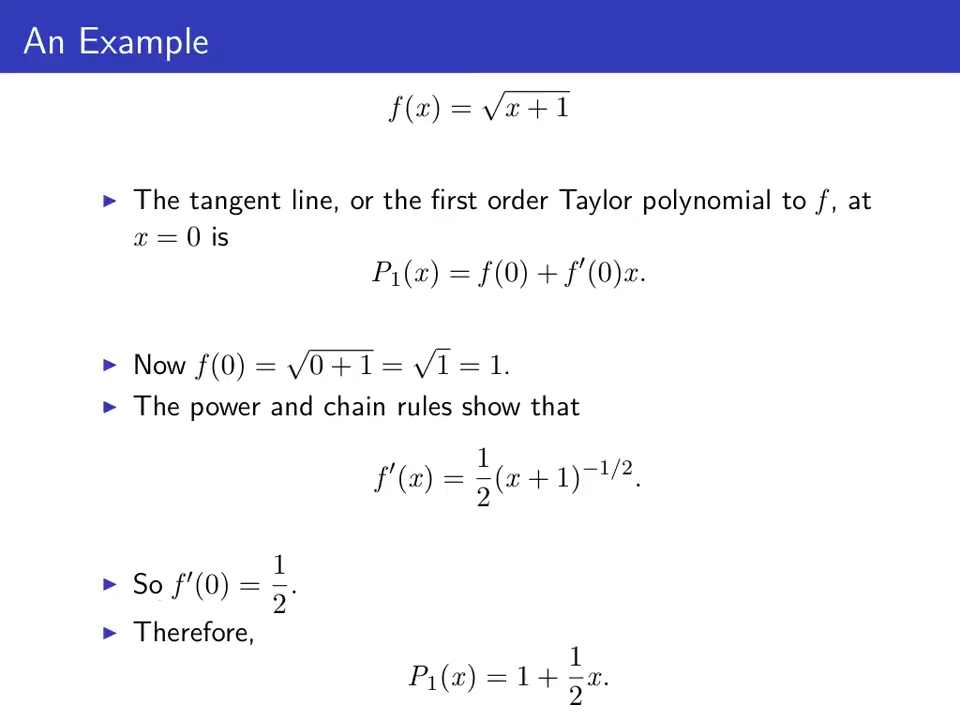 An Example
f(x) = √(x + 1)
▶ The tangent line, or the first order Taylor polynomial to f, at
x = 0 is
P₁(x) = f(0) + f′(0)x.
▶ Now f(0) = √(0 + 1) = √1 = 1.
▶ The power and chain rules show that
f′(x) = 1/2 (x + 1)^(−1/2).
▶ So f′(0) = 1/2.
▶ Therefore,
P₁(x) = 1 + 1/2 x.